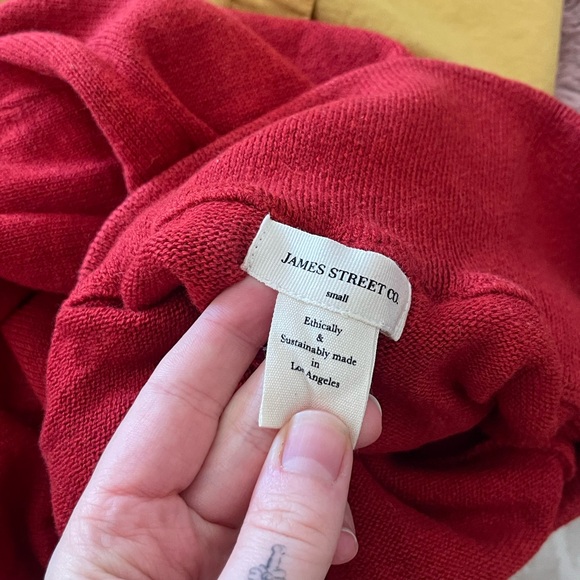 JAMES STREET CO.
small
Ethically
&
Sustainably made
in
Los Angeles